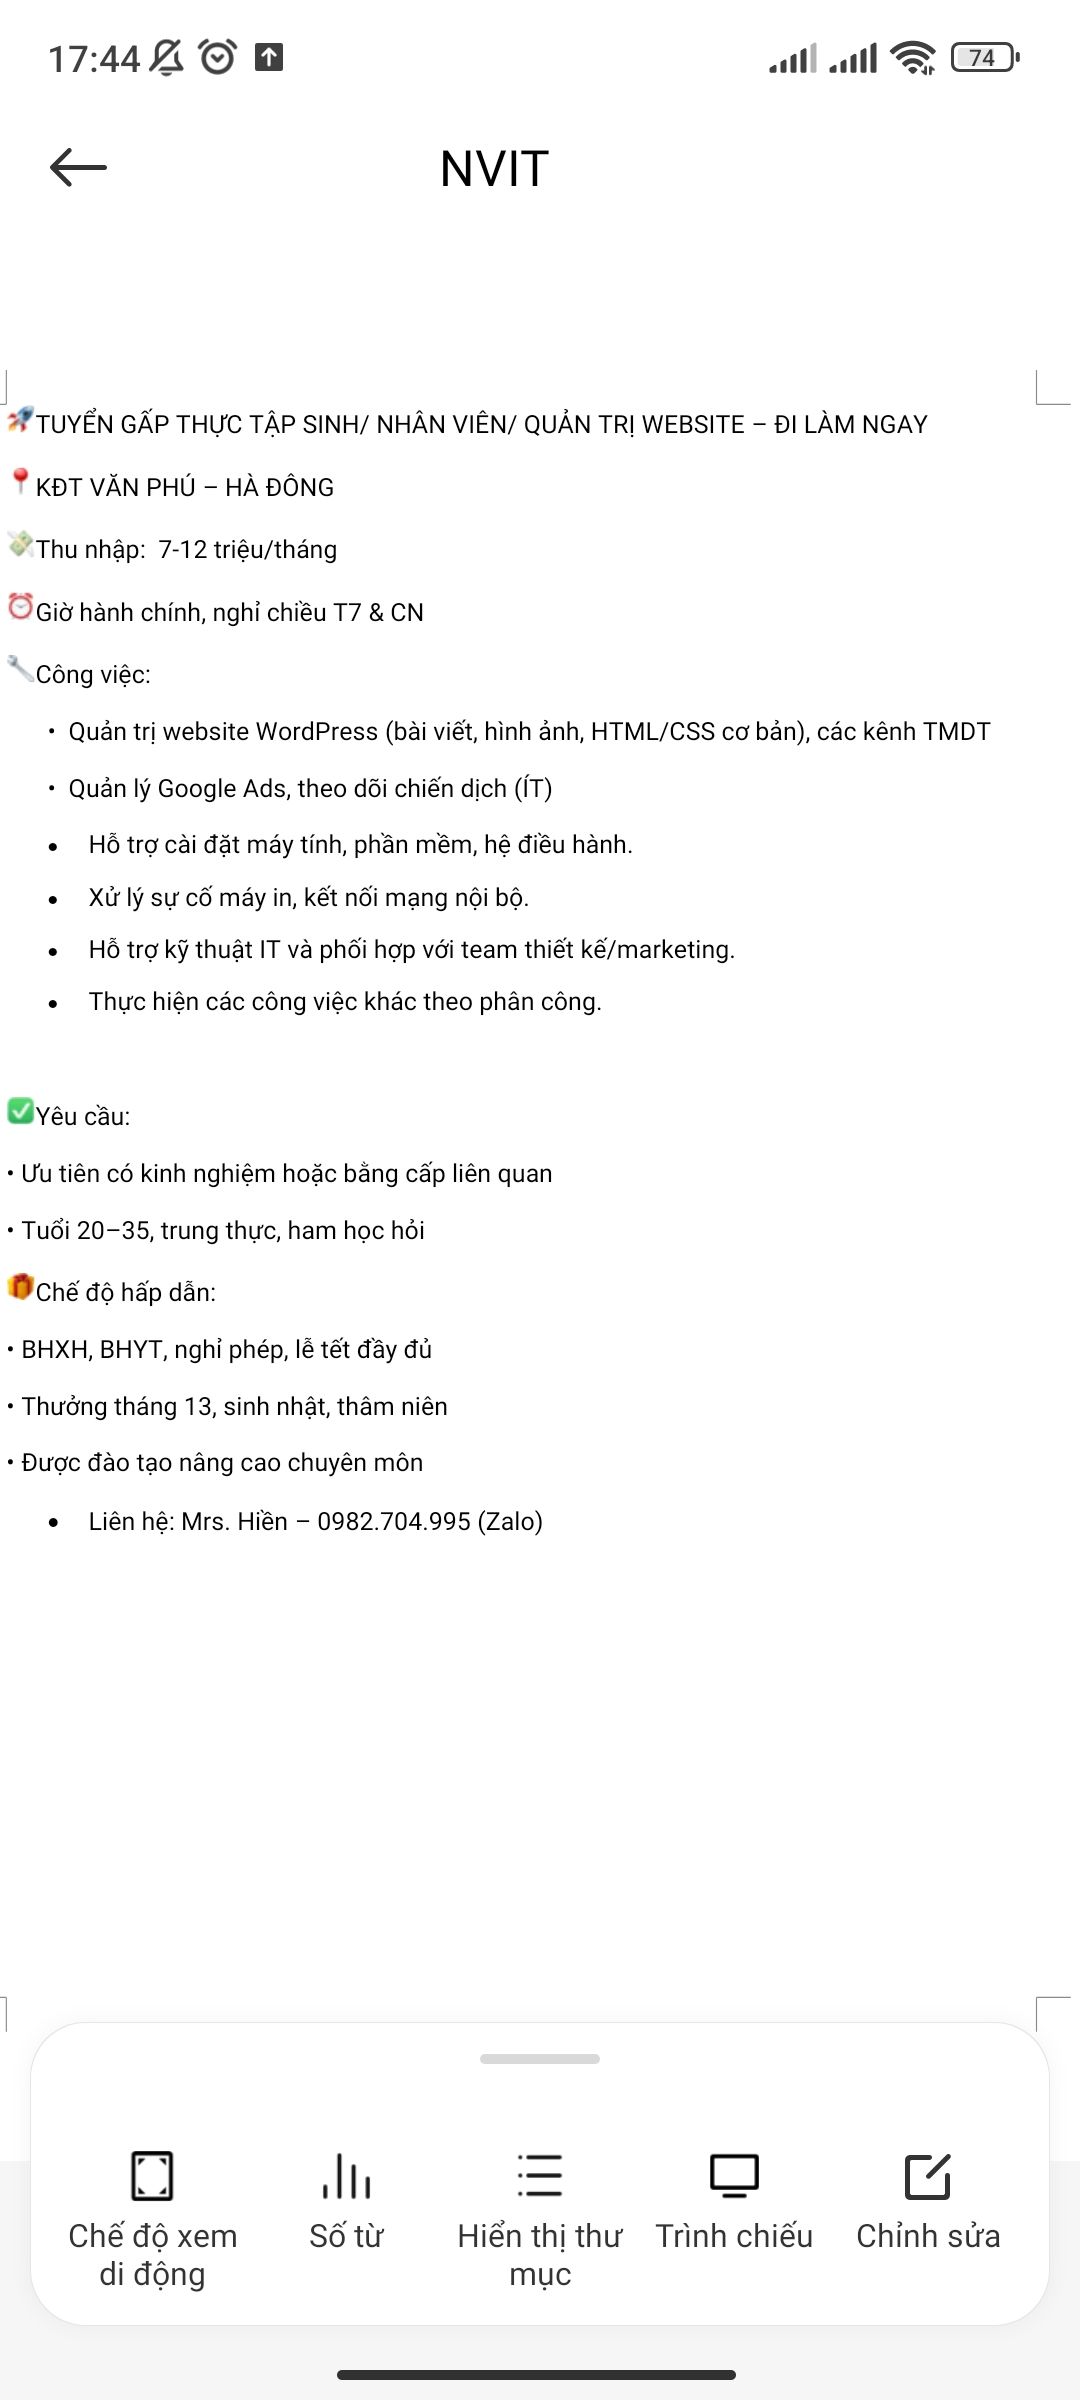 17:44
74
NVIT
🚀TUYỂN GẤP THỰC TẬP SINH/ NHÂN VIÊN/ QUẢN TRỊ WEBSITE – ĐI LÀM NGAY
📍KĐT VĂN PHÚ – HÀ ĐÔNG
💸Thu nhập:  7-12 triệu/tháng
⏰Giờ hành chính, nghỉ chiều T7 & CN
🔧Công việc:
• Quản trị website WordPress (bài viết, hình ảnh, HTML/CSS cơ bản), các kênh TMDT
• Quản lý Google Ads, theo dõi chiến dịch (ÍT)
• Hỗ trợ cài đặt máy tính, phần mềm, hệ điều hành.
• Xử lý sự cố máy in, kết nối mạng nội bộ.
• Hỗ trợ kỹ thuật IT và phối hợp với team thiết kế/marketing.
• Thực hiện các công việc khác theo phân công.
✅Yêu cầu:
• Ưu tiên có kinh nghiệm hoặc bằng cấp liên quan
• Tuổi 20–35, trung thực, ham học hỏi
🎁Chế độ hấp dẫn:
• BHXH, BHYT, nghỉ phép, lễ tết đầy đủ
• Thưởng tháng 13, sinh nhật, thâm niên
• Được đào tạo nâng cao chuyên môn
• Liên hệ: Mrs. Hiền – 0982.704.995 (Zalo)
Chế độ xem
di động
Số từ
Hiển thị thư
mục
Trình chiếu
Chỉnh sửa